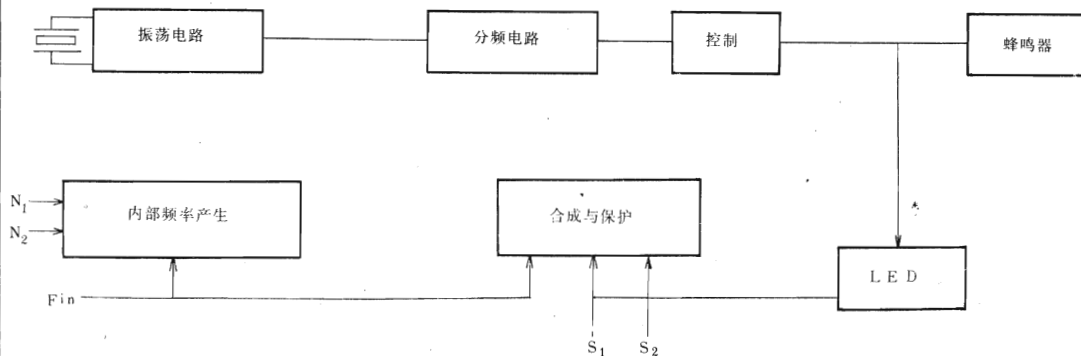 振荡电路
分频电路
控制
蜂鸣器
N1
N2
内部频率产生
合成与保护
LED
Fin
S1
S2